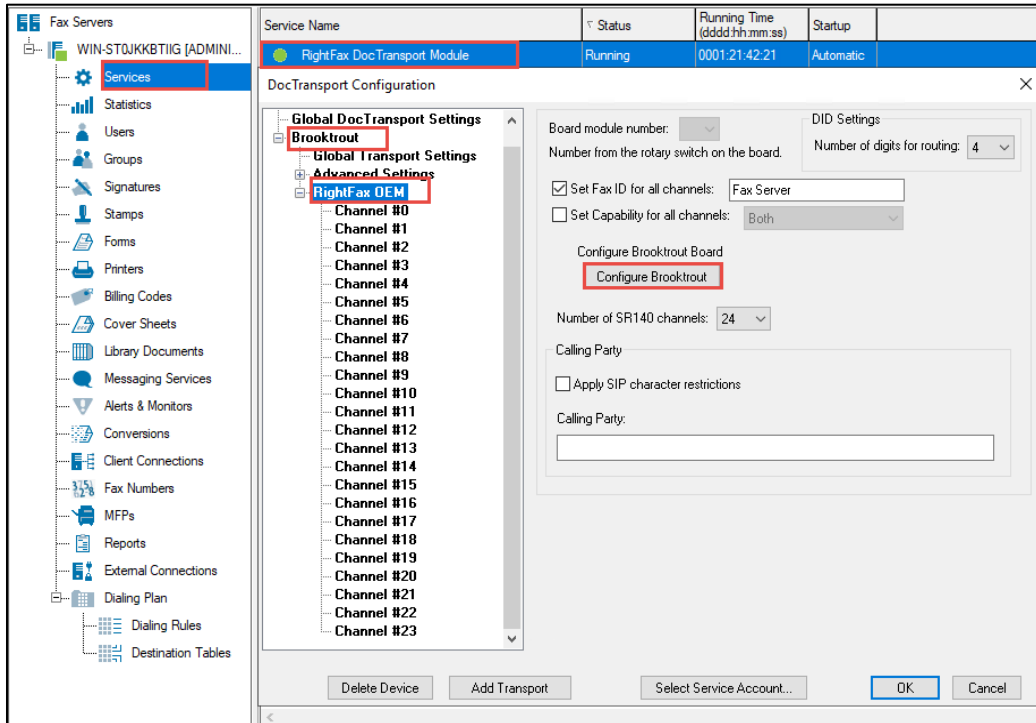 Fax Servers
WIN-ST0JKKBTIIG [ADMINI...
Services
Statistics
Users
Groups
Signatures
Stamps
Forms
Printers
Billing Codes
Cover Sheets
Library Documents
Messaging Services
Alerts & Monitors
Conversions
Client Connections
Fax Numbers
MFPs
Reports
External Connections
Dialing Plan
Dialing Rules
Destination Tables
Service Name Status Running Time (dddd:hh:mm:ss) Startup
RightFax DocTransport Module Running 0001:21:42:21 Automatic
DocTransport Configuration
Global DocTransport Settings
Brooktrout
Global Transport Settings
Advanced Settings
RightFax OEM
Channel #0
Channel #1
Channel #2
Channel #3
Channel #4
Channel #5
Channel #6
Channel #7
Channel #8
Channel #9
Channel #10
Channel #11
Channel #12
Channel #13
Channel #14
Channel #15
Channel #16
Channel #17
Channel #18
Channel #19
Channel #20
Channel #21
Channel #22
Channel #23
Board module number:
Number from the rotary switch on the board.
DID Settings
Number of digits for routing: 4
Set Fax ID for all channels: Fax Server
Set Capability for all channels: Both
Configure Brooktrout Board
Configure Brooktrout
Number of SR140 channels: 24
Calling Party
Apply SIP character restrictions
Calling Party:
Delete Device Add Transport Select Service Account... OK Cancel